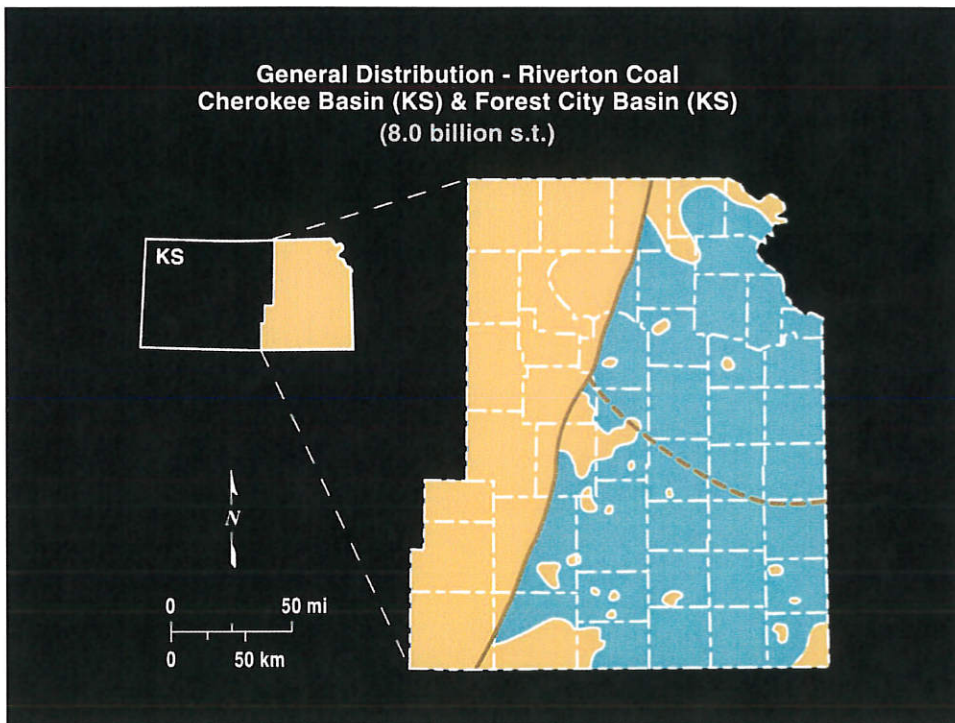 General Distribution - Riverton Coal
Cherokee Basin (KS) & Forest City Basin (KS)
(8.0 billion s.t.)
KS
N
0 50 mi
0 50 km